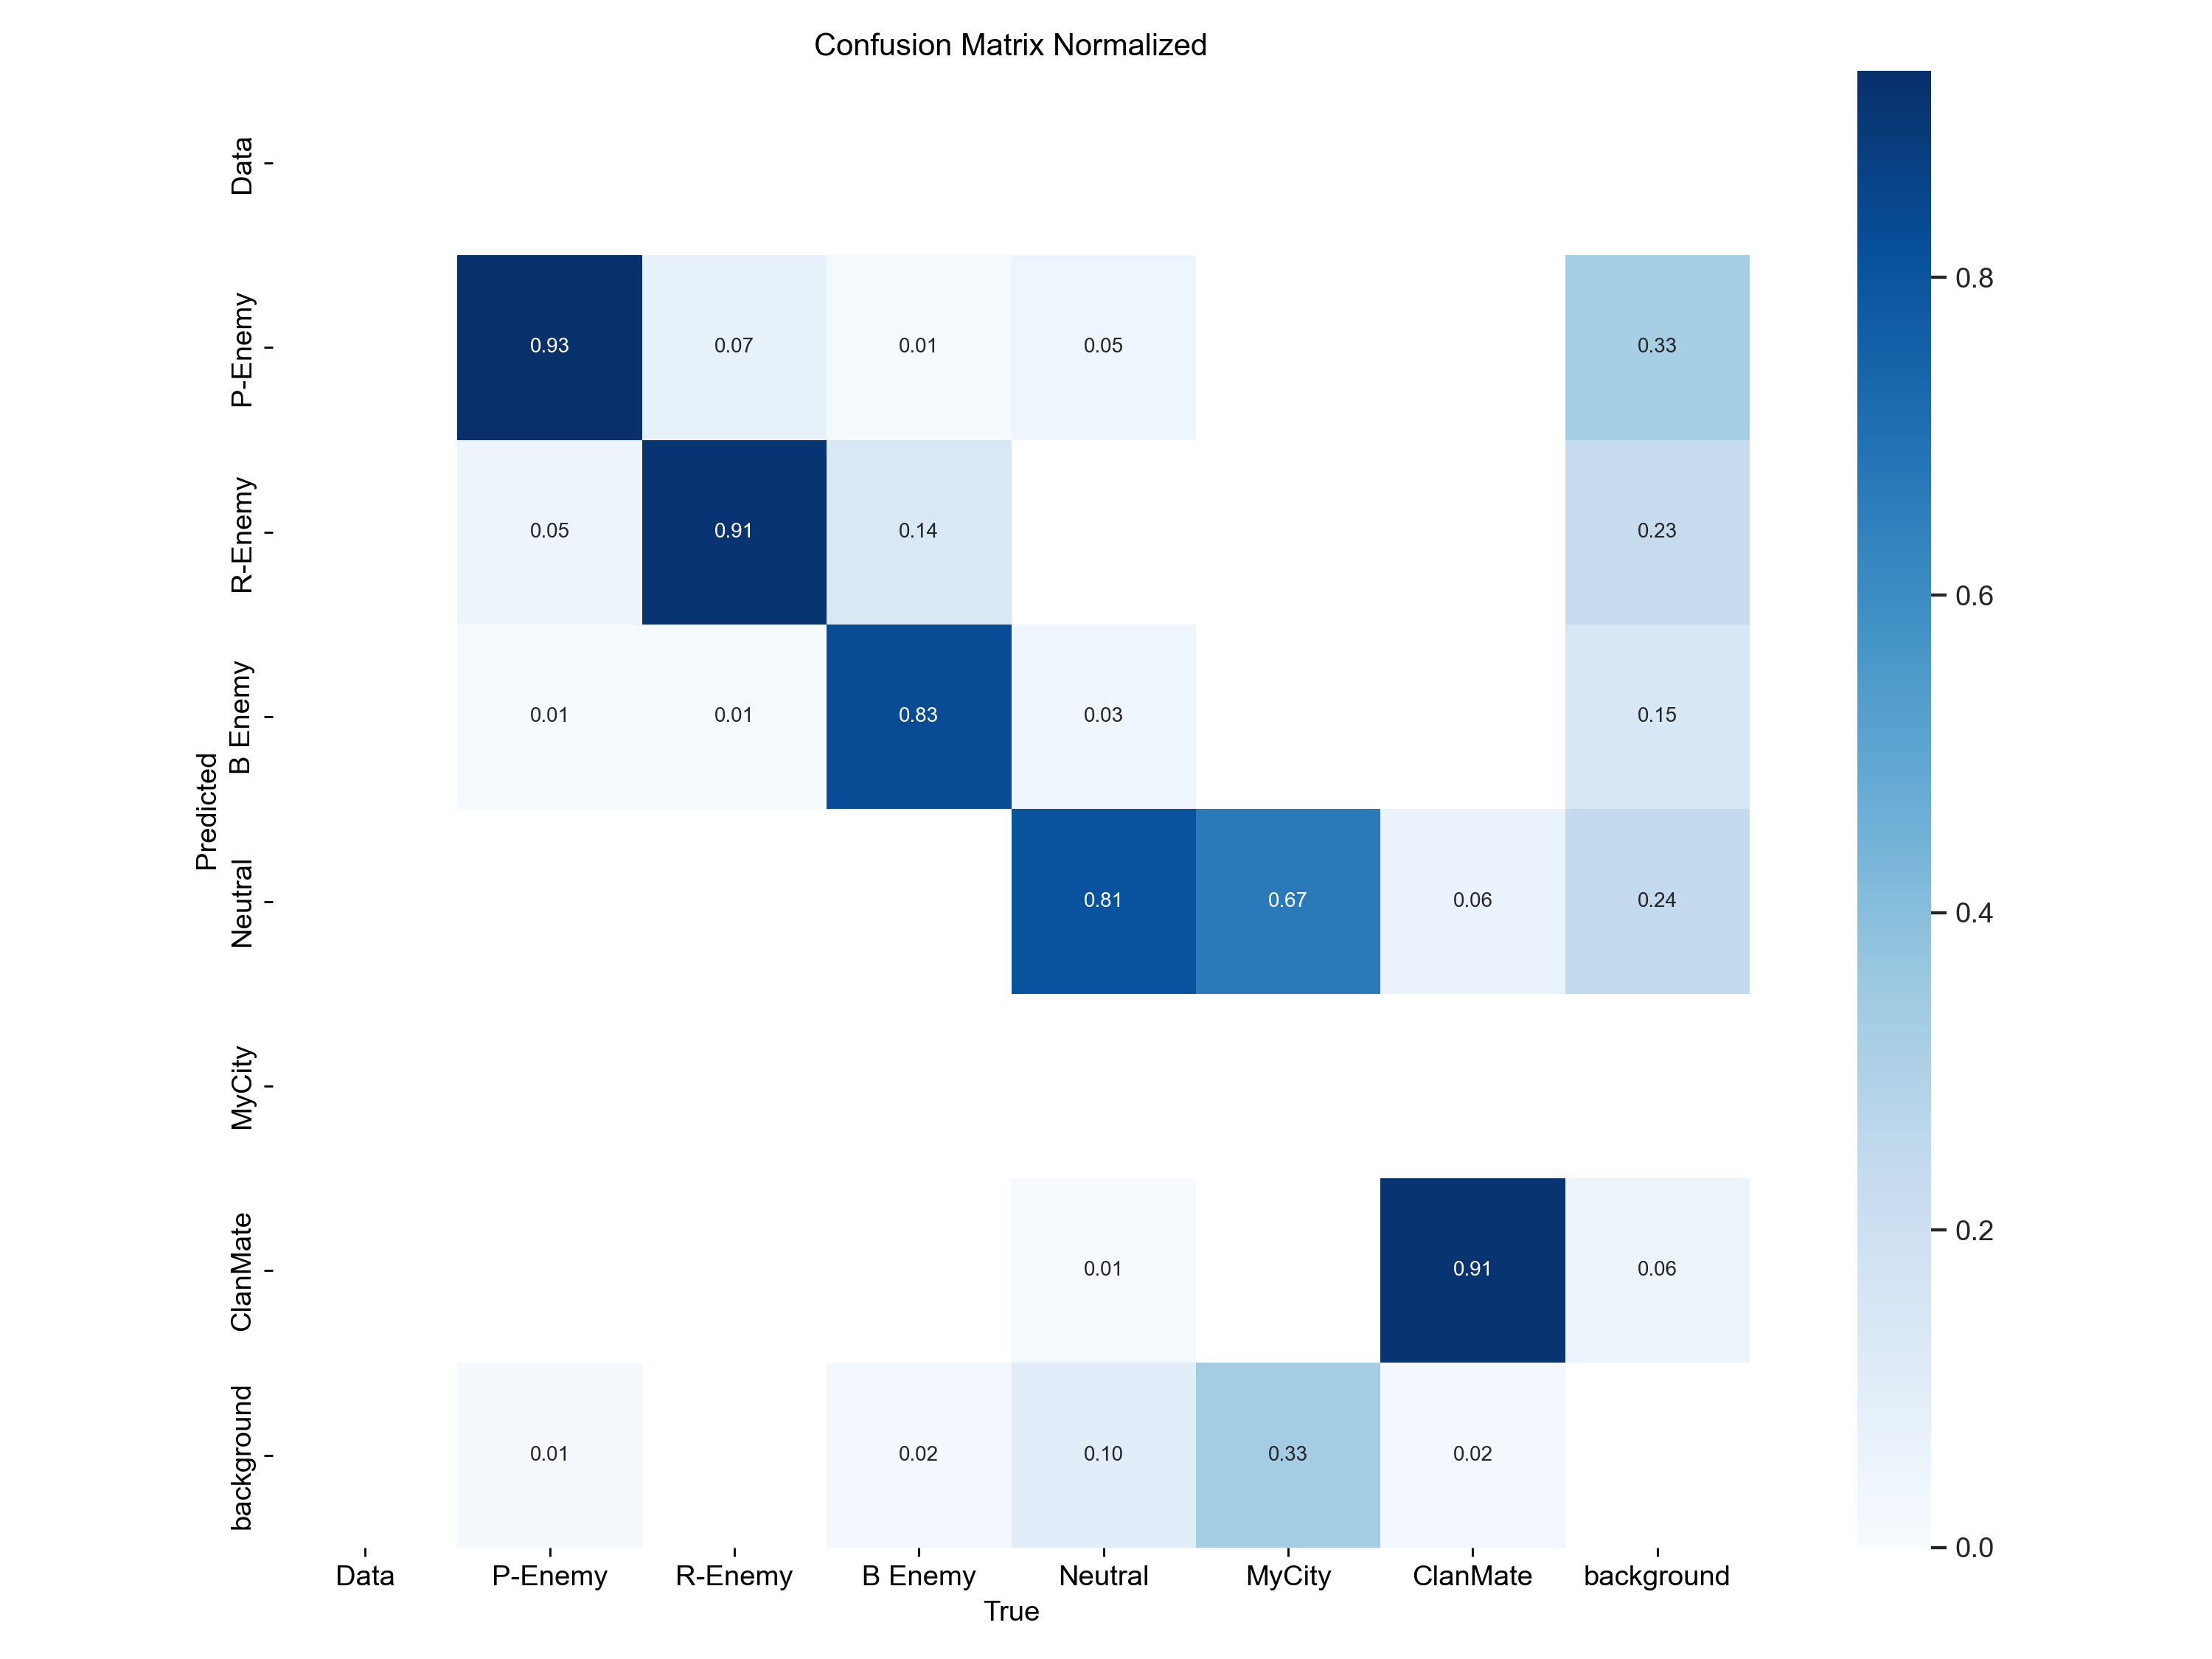 Confusion Matrix Normalized
Data
P-Enemy 0.93 0.07 0.01 0.05 0.33
R-Enemy 0.05 0.91 0.14 0.23
B Enemy 0.01 0.01 0.83 0.03 0.15
Neutral 0.81 0.67 0.06 0.24
MyCity
ClanMate 0.01 0.91 0.06
background 0.01 0.02 0.10 0.33 0.02
Predicted
Data P-Enemy R-Enemy B Enemy Neutral MyCity ClanMate background
True
0.8
0.6
0.4
0.2
0.0